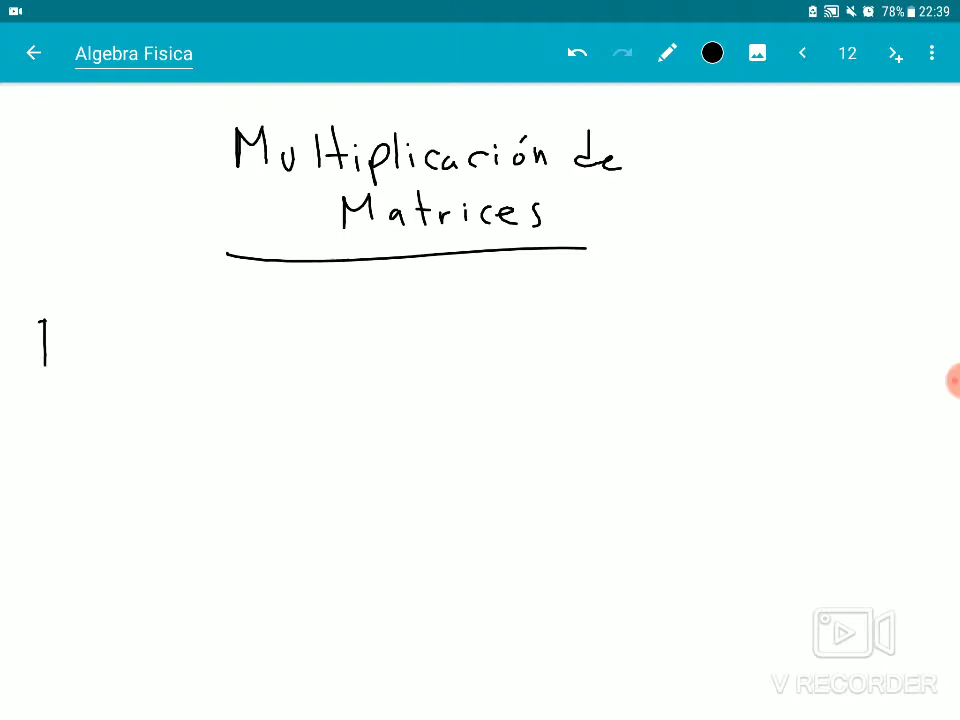 78% 22:39
Algebra Fisica
12
Multiplicación de
Matrices
1
V RECORDER